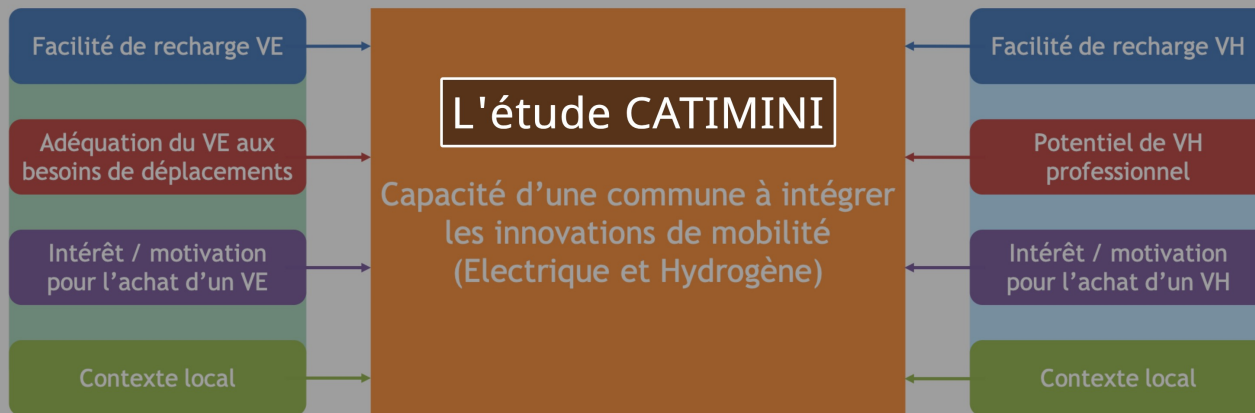 Facilité de recharge VE
Adéquation du VE aux
besoins de déplacements
Intérêt / motivation
pour l’achat d’un VE
Contexte local
L'étude CATIMINI
Capacité d’une commune à intégrer
les innovations de mobilité
(Electrique et Hydrogène)
Facilité de recharge VH
Potentiel de VH
professionnel
Intérêt / motivation
pour l’achat d’un VH
Contexte local